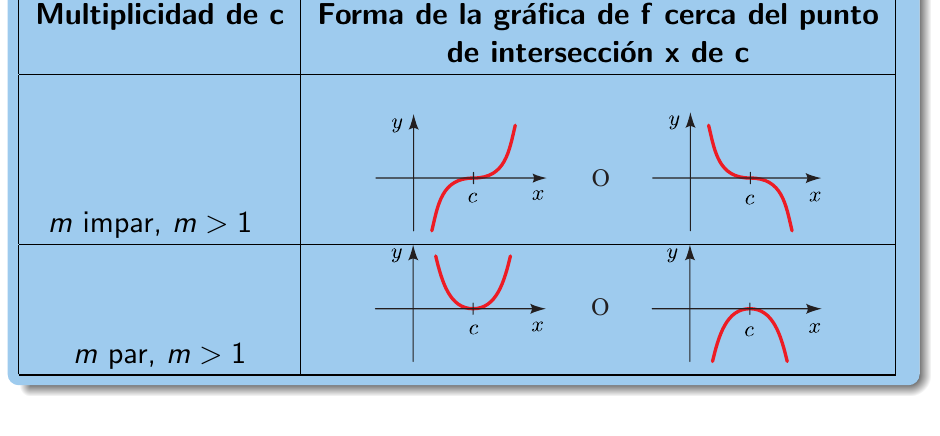 Multiplicidad de c
Forma de la gráfica de f cerca del punto
de intersección x de c
y
c
x
O
y
c
x
m impar, m > 1
y
c
x
O
y
c
x
m par, m > 1